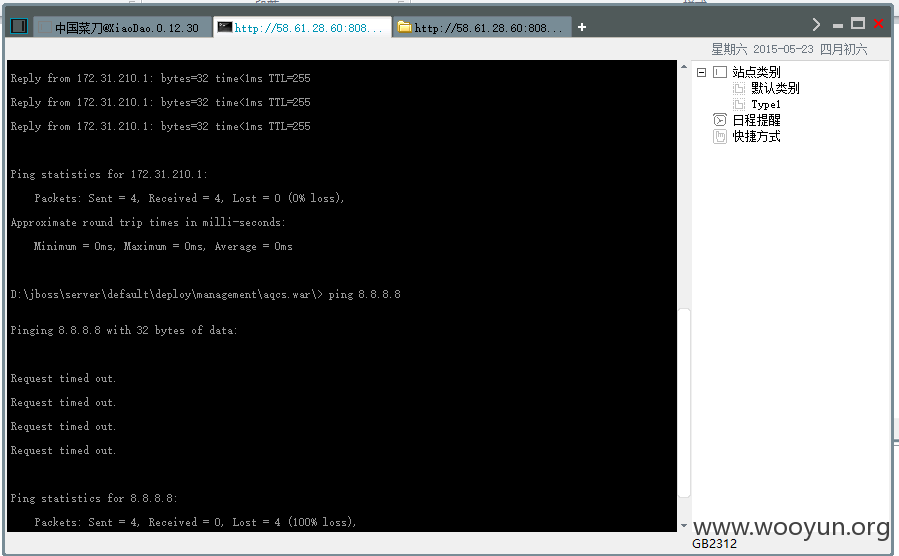 中国菜刀@XiaoDao.0.12.30
http://58.61.28.60:808...
http://58.61.28.60:808...
星期六 2015-05-23 四月初六
Reply from 172.31.210.1: bytes=32 time<1ms TTL=255
Reply from 172.31.210.1: bytes=32 time<1ms TTL=255
Reply from 172.31.210.1: bytes=32 time<1ms TTL=255
Ping statistics for 172.31.210.1:
Packets: Sent = 4, Received = 4, Lost = 0 (0% loss),
Approximate round trip times in milli-seconds:
Minimum = 0ms, Maximum = 0ms, Average = 0ms
D:\jboss\server\default\deploy\management\aqcs.war\> ping 8.8.8.8
Pinging 8.8.8.8 with 32 bytes of data:
Request timed out.
Request timed out.
Request timed out.
Request timed out.
Ping statistics for 8.8.8.8:
Packets: Sent = 4, Received = 0, Lost = 4 (100% loss),
站点类别
默认类别
Type1
日程提醒
快捷方式
www.wooyun.org
GB2312